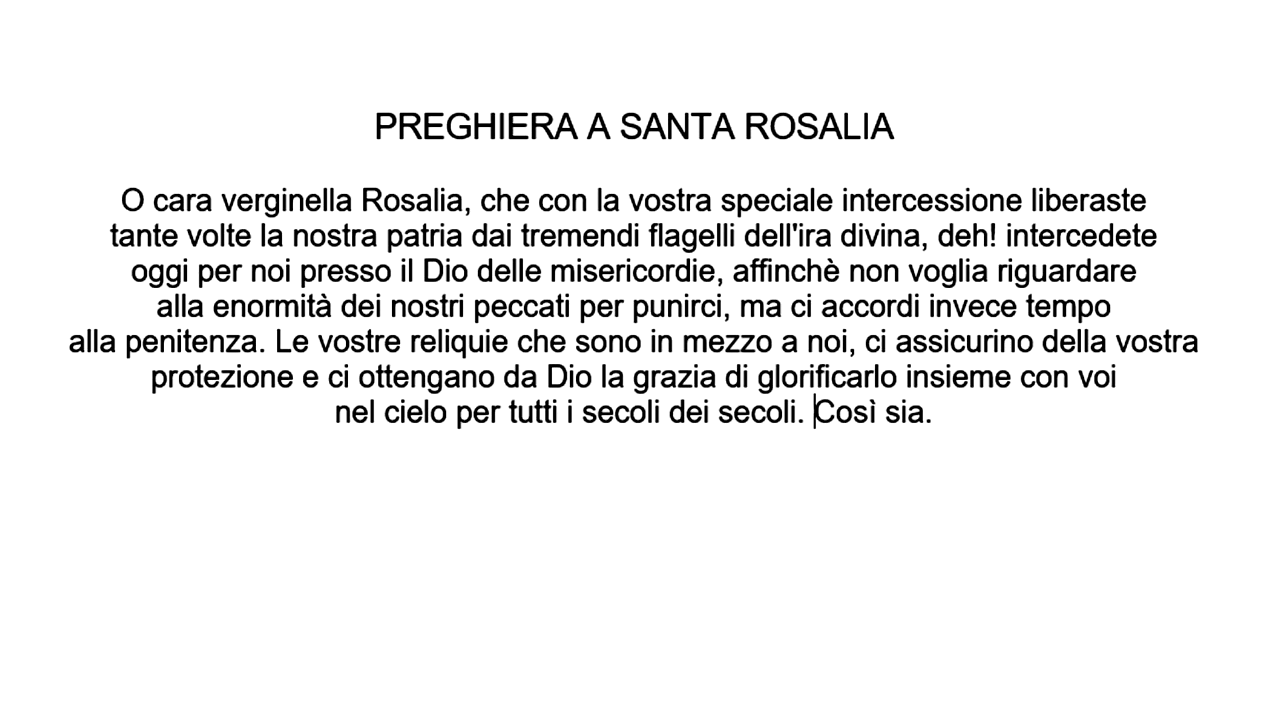 PREGHIERA A SANTA ROSALIA
O cara verginella Rosalia, che con la vostra speciale intercessione liberaste
tante volte la nostra patria dai tremendi flagelli dell'ira divina, deh! intercedete
oggi per noi presso il Dio delle misericordie, affinchè non voglia riguardare
alla enormità dei nostri peccati per punirci, ma ci accordi invece tempo
alla penitenza. Le vostre reliquie che sono in mezzo a noi, ci assicurino della vostra
protezione e ci ottengano da Dio la grazia di glorificarlo insieme con voi
nel cielo per tutti i secoli dei secoli. Così sia.